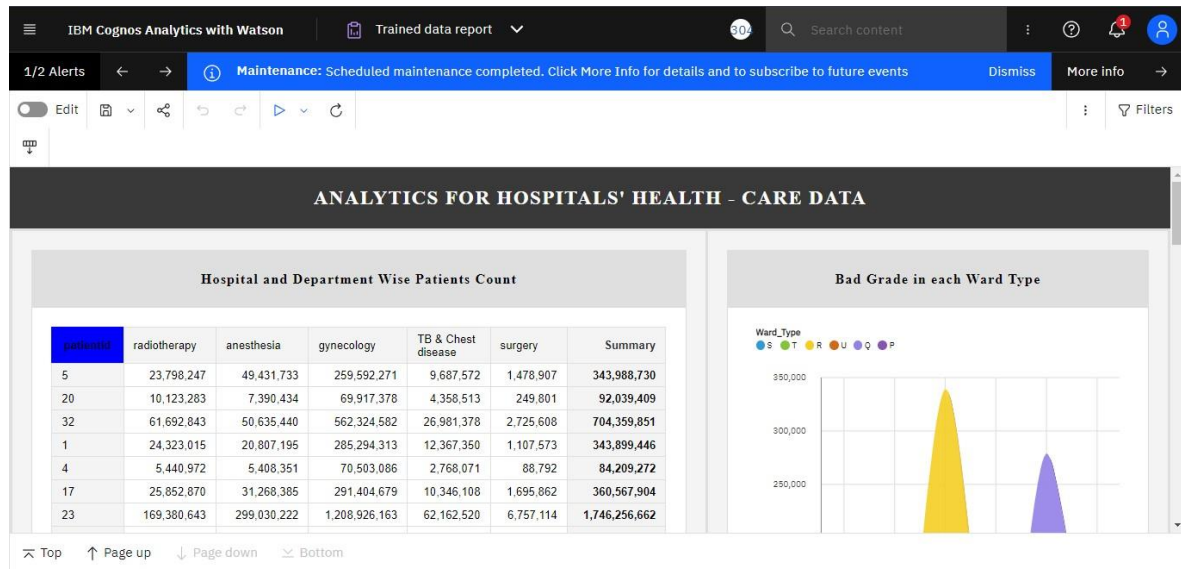 IBM Cognos Analytics with Watson
Trained data report
304
Search content
1
1/2 Alerts
Maintenance: Scheduled maintenance completed. Click More Info for details and to subscribe to future events
Dismiss
More info
Edit
Filters
ANALYTICS FOR HOSPITALS' HEALTH - CARE DATA
Hospital and Department Wise Patients Count
patientid radiotherapy anesthesia gynecology TB & Chest disease surgery Summary
5 23,798,247 49,431,733 259,592,271 9,687,572 1,478,907 343,988,730
20 10,123,283 7,390,434 69,917,378 4,358,513 249,801 92,039,409
32 61,692,843 50,635,440 562,324,582 26,981,378 2,725,608 704,359,851
1 24,323,015 20,807,195 285,294,313 12,367,350 1,107,573 343,899,446
4 5,440,972 5,408,351 70,503,086 2,768,071 88,792 84,209,272
17 25,852,870 31,268,385 291,404,679 10,346,108 1,695,862 360,567,904
23 169,380,643 299,030,222 1,208,926,163 62,162,520 6,757,114 1,746,256,662
Bad Grade in each Ward Type
Ward_Type
S T R U Q P
350,000
300,000
250,000
Top Page up Page down Bottom